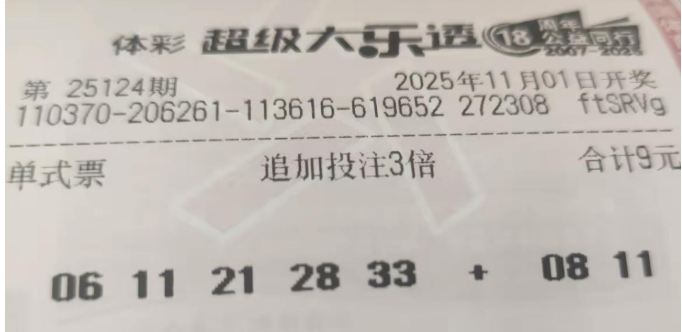 体彩 超级大乐透 18 周年 公益同行 2007-2025
第 25124期 2025年11月01日开奖
110370-206261-113616-619652 272308 ftSRVg
单式票 追加投注3倍 合计9元
06 11 21 28 33 + 08 11